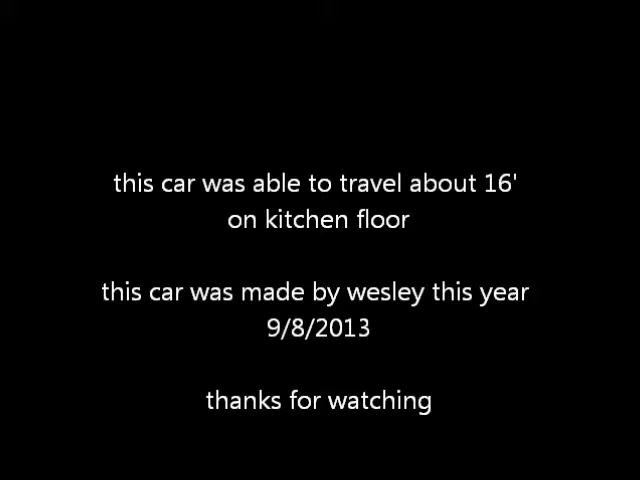 this car was able to travel about 16'
on kitchen floor
this car was made by wesley this year
9/8/2013
thanks for watching